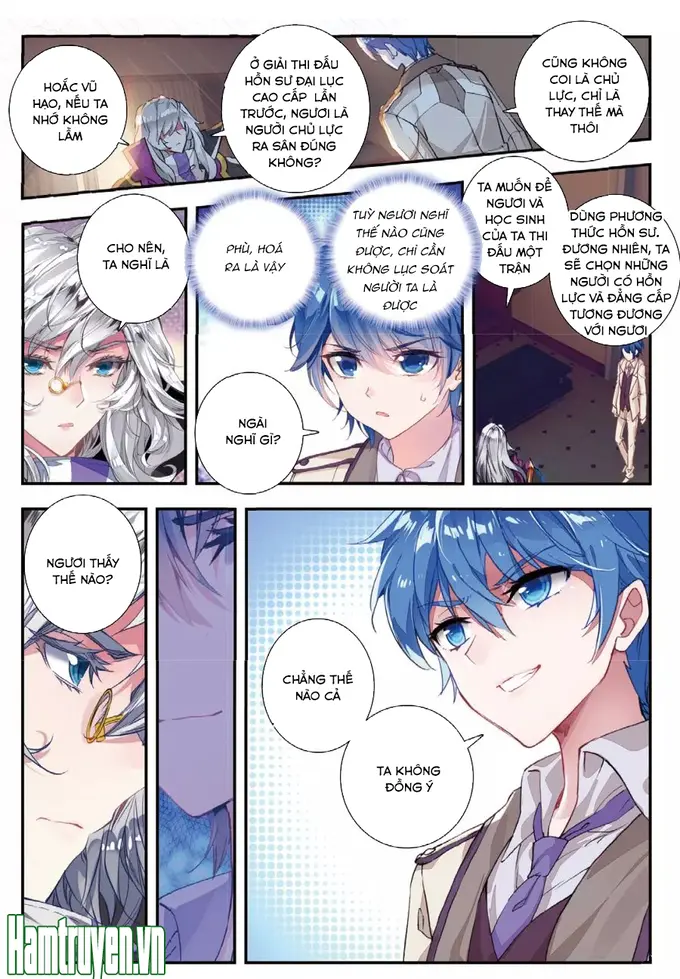 HOẮC VŨ
HẠO, NẾU TA
NHỚ KHÔNG
LẦM
Ở GIẢI THI ĐẤU
HỒN SƯ ĐẠI LỤC
CAO CẤP LẦN
TRƯỚC, NGƯƠI LÀ
NGƯỜI CHỦ LỰC
RA SÂN ĐÚNG
KHÔNG?
CŨNG KHÔNG
COI LÀ CHỦ
LỰC, CHỈ LÀ
THAY THẾ MÀ
THÔI
CHO NÊN,
TA NGHĨ LÀ
PHÙ, HOÁ
RA LÀ VẬY
TUỲ NGƯƠI NGHĨ
THẾ NÀO CŨNG
ĐƯỢC, CHỈ CẦN
KHÔNG LỤC SOÁT
NGƯỜI TA LÀ
ĐƯỢC
NGÀI
NGHĨ GÌ?
TA MUỐN ĐỂ
NGƯƠI VÀ
HỌC SINH
CỦA TA THI
ĐẤU MỘT
TRẬN
DÙNG PHƯƠNG
THỨC HỒN SƯ.
ĐƯƠNG NHIÊN, TA
SẼ CHỌN NHỮNG
NGƯỜI CÓ HỒN
LỰC VÀ ĐẲNG CẤP
TƯƠNG ĐƯƠNG
VỚI NGƯƠI
NGƯƠI THẤY
THẾ NÀO?
CHẲNG THẾ
NÀO CẢ
TA KHÔNG
ĐỒNG Ý
Hamtruyen.vn